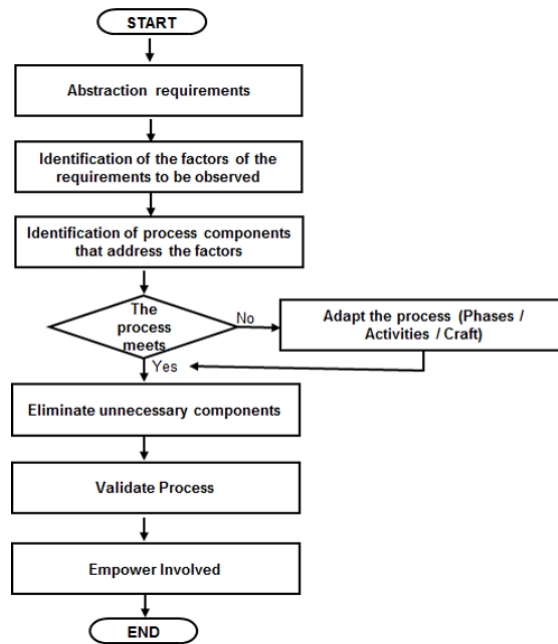 START
Abstraction requirements
Identification of the factors of the
requirements to be observed
Identification of process components
that address the factors
The
process
meets
No
Adapt the process (Phases /
Activities / Craft)
Yes
Eliminate unnecessary components
Validate Process
Empower Involved
END